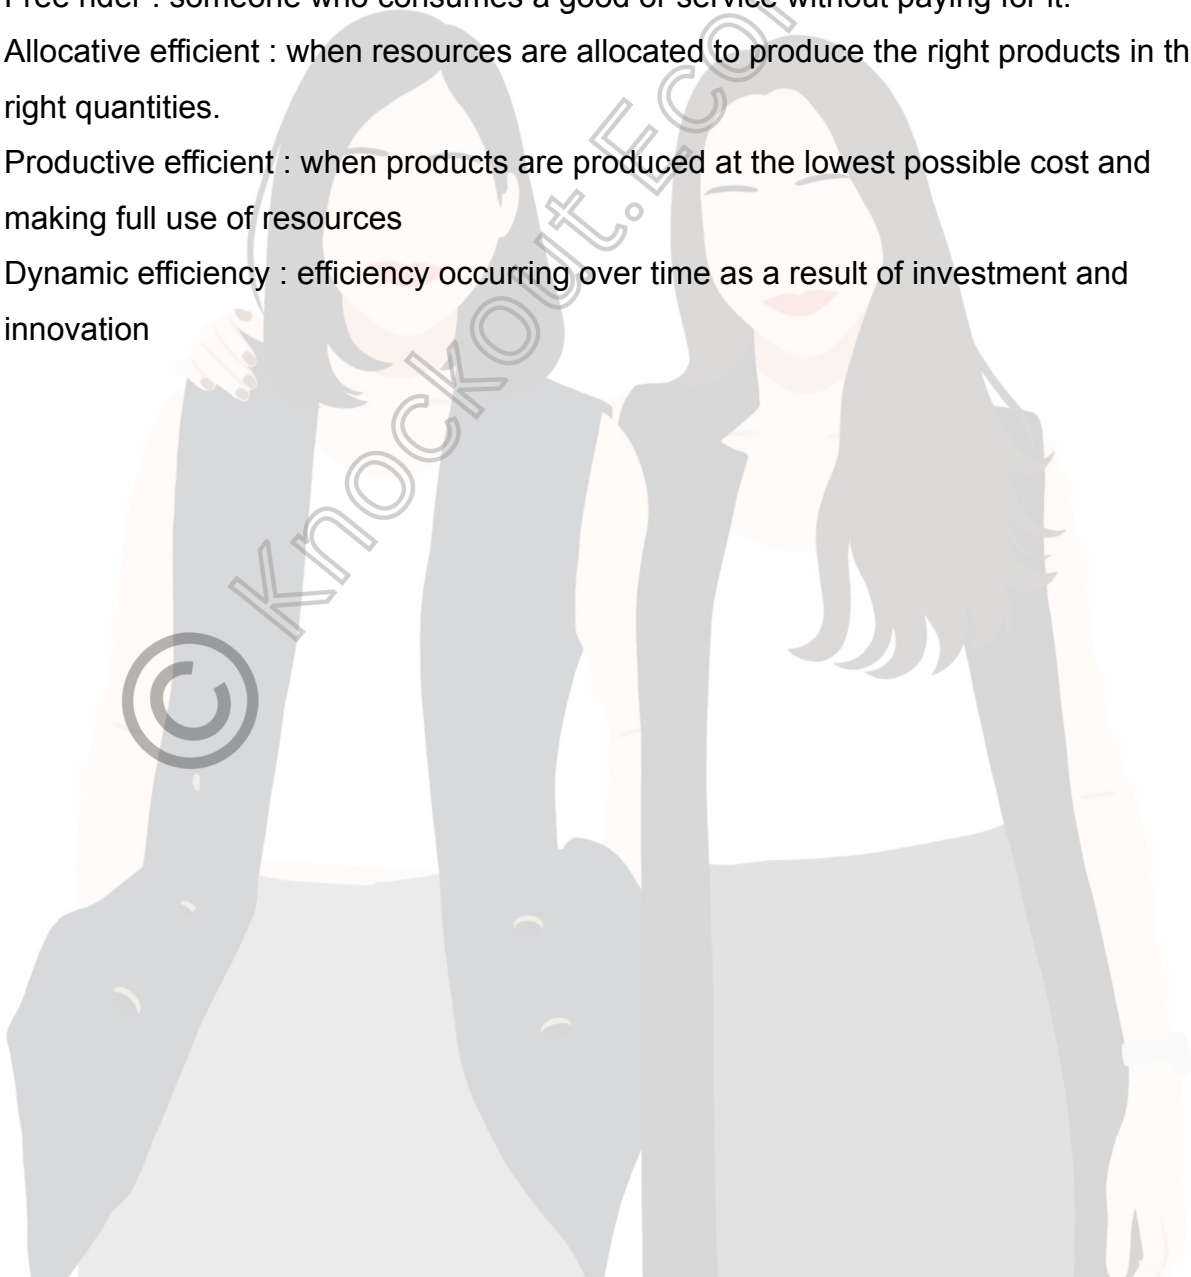 Free rider : someone who consumes a good or service without paying for it.
Allocative efficient : when resources are allocated to produce the right products in th
right quantities.
Productive efficient : when products are produced at the lowest possible cost and
making full use of resources
Dynamic efficiency : efficiency occurring over time as a result of investment and
innovation
© Knockout.Econ